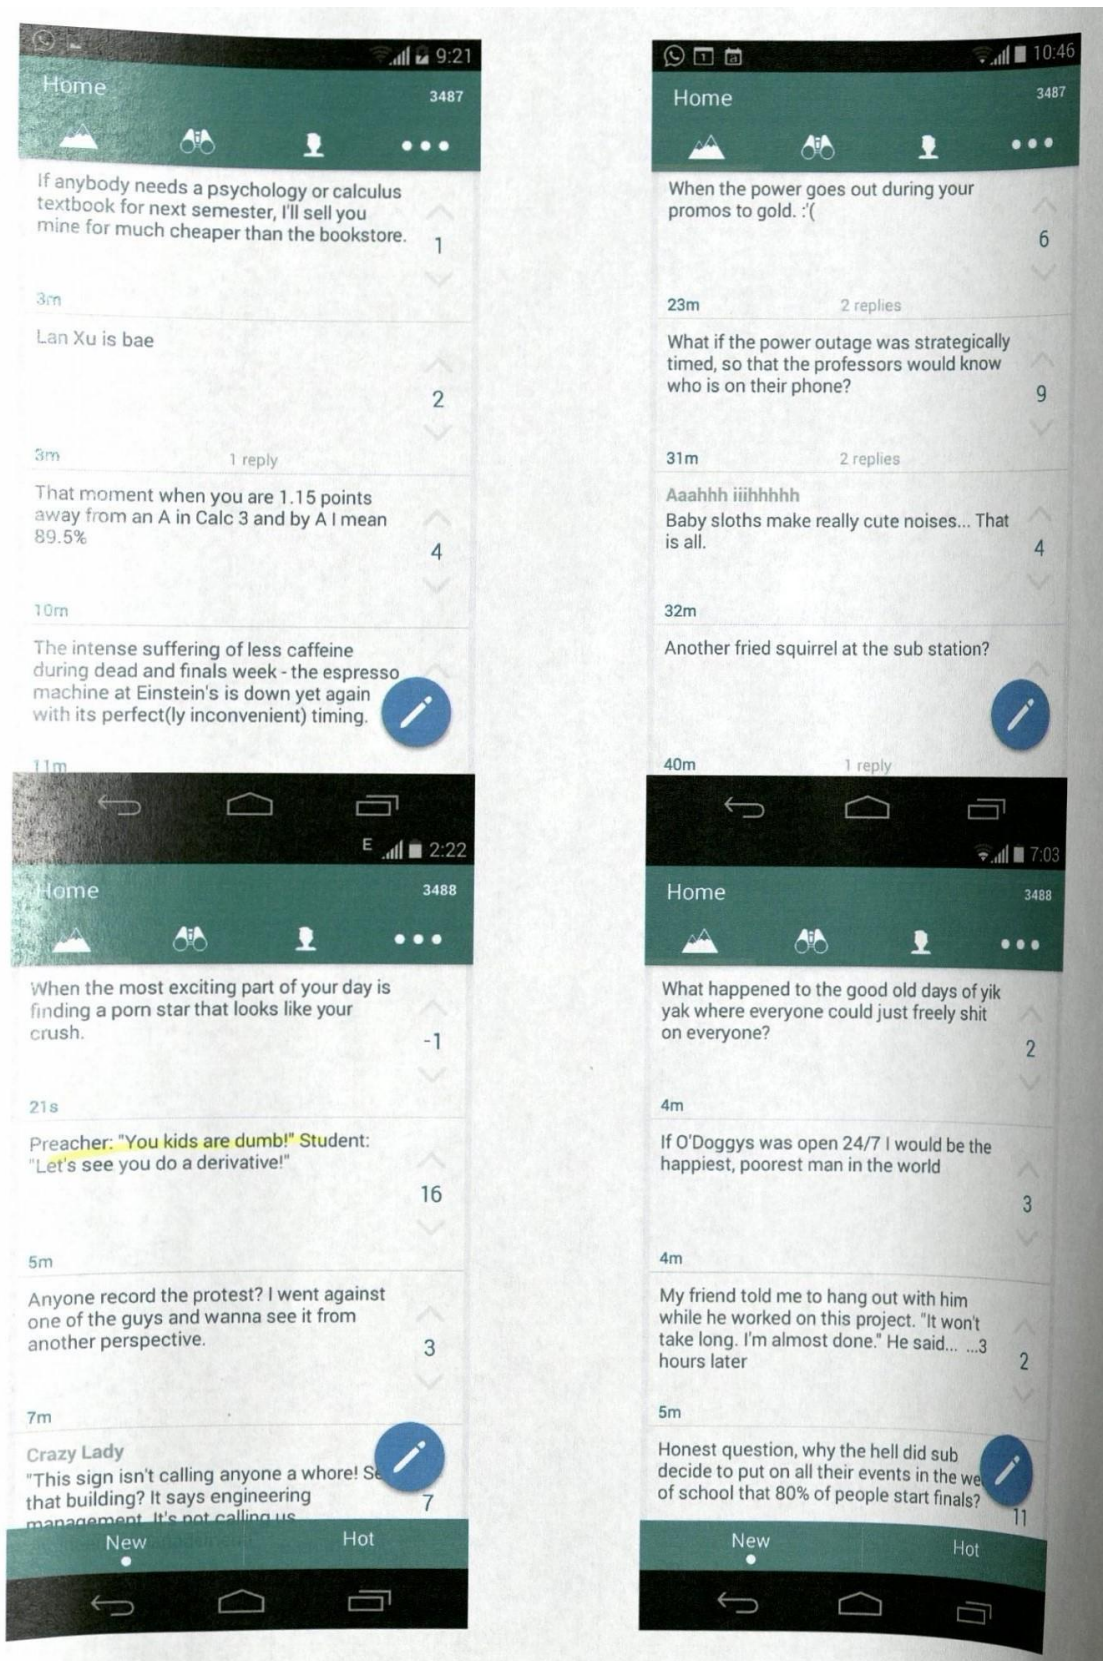 9:21
Home
3487
If anybody needs a psychology or calculus
textbook for next semester, I'll sell you
mine for much cheaper than the bookstore.
1
3m
Lan Xu is bae
2
3m 1 reply
That moment when you are 1.15 points
away from an A in Calc 3 and by A I mean
89.5%
4
10m
The intense suffering of less caffeine
during dead and finals week - the espresso
machine at Einstein's is down yet again
with its perfect(ly inconvenient) timing.
11m
10:46
Home
3487
When the power goes out during your
promos to gold. :'(
6
23m 2 replies
What if the power outage was strategically
timed, so that the professors would know
who is on their phone?
9
31m 2 replies
Aaahhh iiihhhhh
Baby sloths make really cute noises... That
is all.
4
32m
Another fried squirrel at the sub station?
40m 1 reply
E 2:22
Home
3488
When the most exciting part of your day is
finding a porn star that looks like your
crush.
-1
21s
Preacher: "You kids are dumb!" Student:
"Let's see you do a derivative!"
16
5m
Anyone record the protest? I went against
one of the guys and wanna see it from
another perspective.
3
7m
Crazy Lady
"This sign isn't calling anyone a whore! S
that building? It says engineering
7
management. It's not calling us
New Hot
7:03
Home
3488
What happened to the good old days of yik
yak where everyone could just freely shit
on everyone?
2
4m
If O'Doggys was open 24/7 I would be the
happiest, poorest man in the world
3
4m
My friend told me to hang out with him
while he worked on this project. "It won't
take long. I'm almost done." He said... ...3
hours later
2
5m
Honest question, why the hell did sub
decide to put on all their events in the we
of school that 80% of people start finals?
11
New Hot